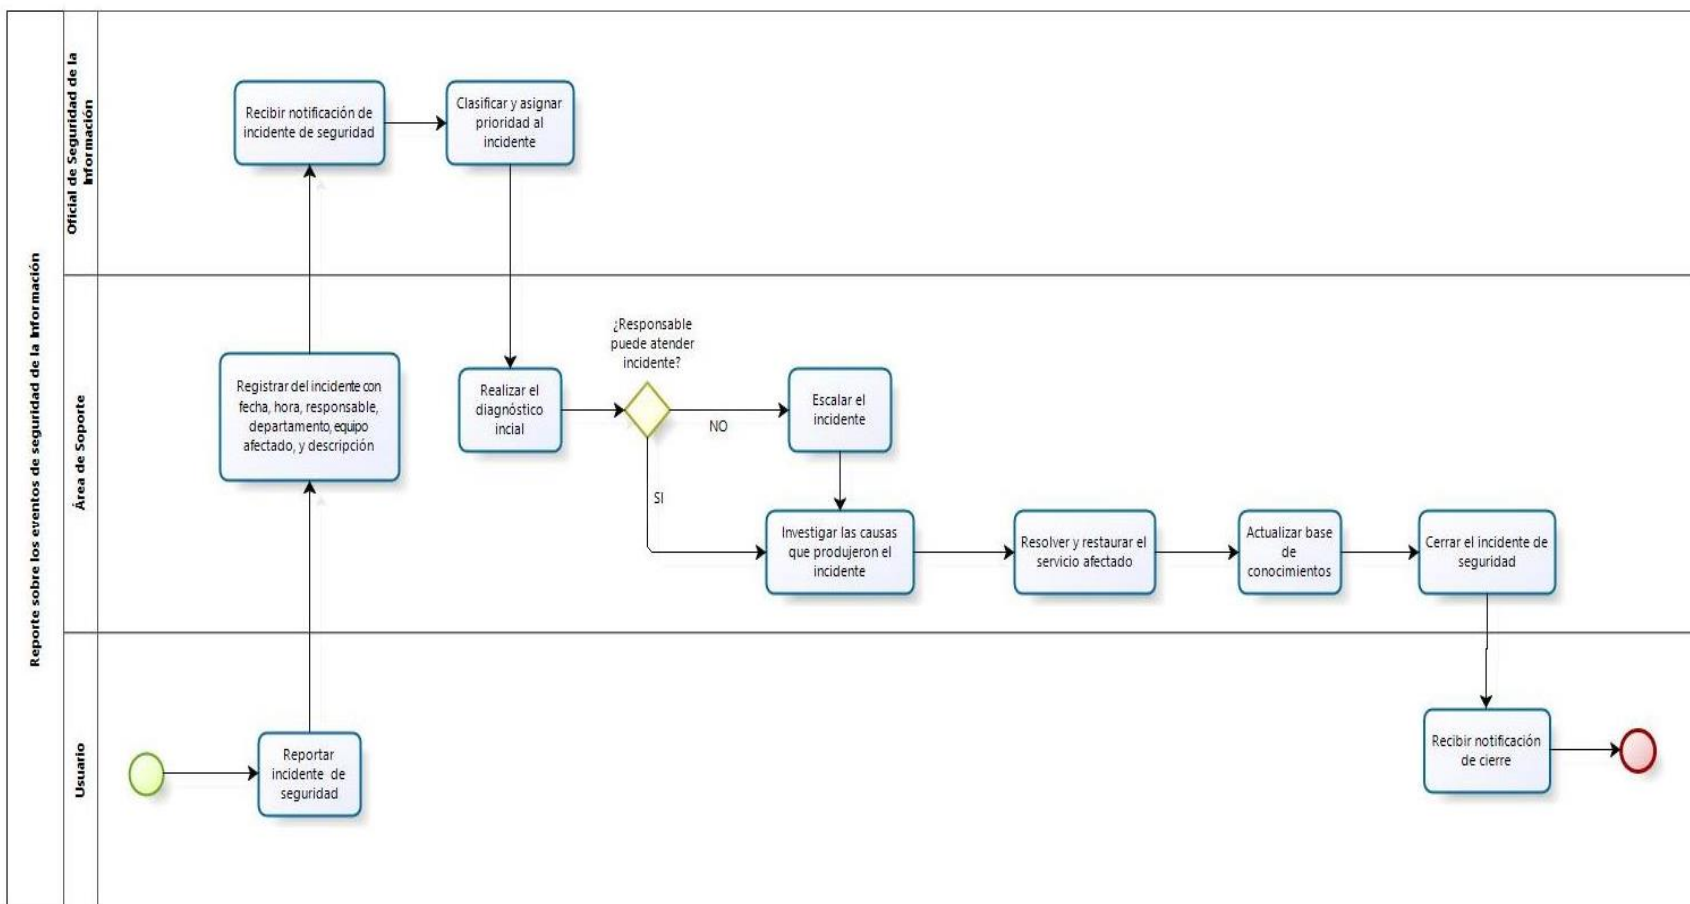 Reporte sobre los eventos de seguridad de la Información
Oficial de Seguridad de la
Información
Recibir notificación de
incidente de seguridad
Clasificar y asignar
prioridad al
incidente
Área de Soporte
Registrar del incidente con
fecha, hora, responsable,
departamento, equipo
afectado, y descripción
Realizar el
diagnóstico
incial
¿Responsable
puede atender
incidente?
NO
SI
Escalar el
incidente
Investigar las causas
que produjeron el
incidente
Resolver y restaurar el
servicio afectado
Actualizar base
de
conocimientos
Cerrar el incidente de
seguridad
Usuario
Reportar
incidente de
seguridad
Recibir notificación
de cierre